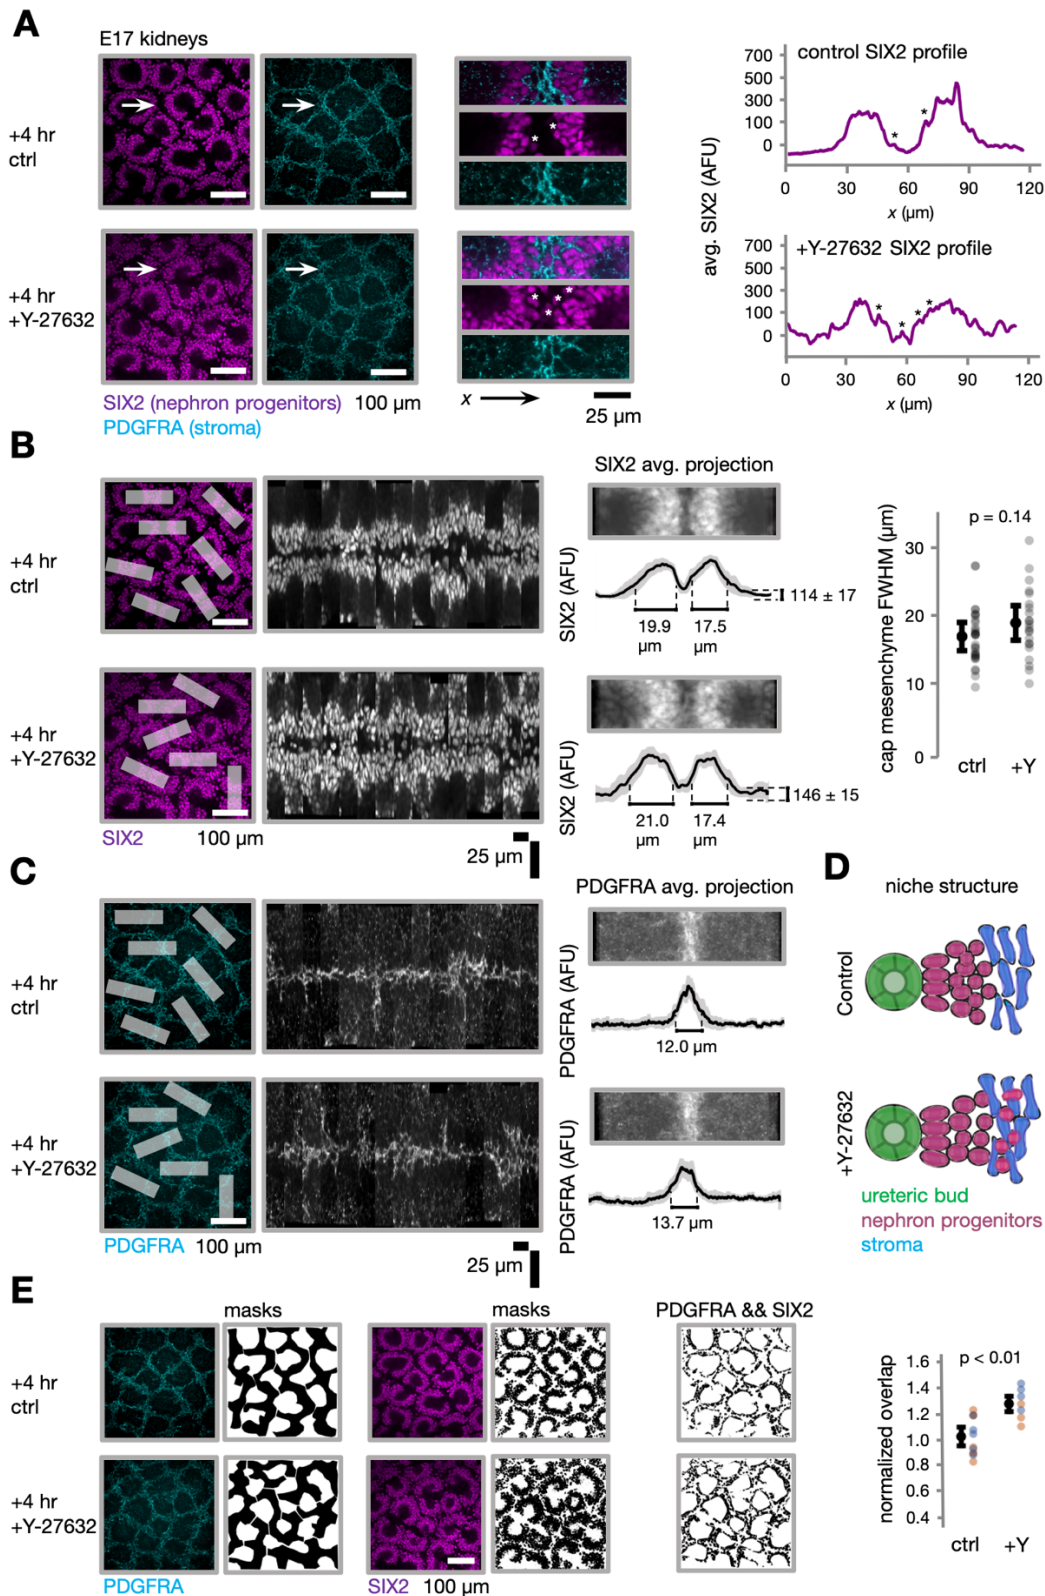 A
E17 kidneys
+4 hr
ctrl
+4 hr
+Y-27632
SIX2 (nephron progenitors) 100 µm
PDGFRA (stroma)
x
25 µm
avg. SIX2 (AFU)
control SIX2 profile
700
500
300
100
0
0 30 60 90 120
x (µm)
+Y-27632 SIX2 profile
700
500
300
100
0
0 30 60 90 120
x (µm)
B
+4 hr
ctrl
+4 hr
+Y-27632
SIX2 100 µm
25 µm
SIX2 avg. projection
SIX2 (AFU)
114 ± 17
19.9 µm
17.5 µm
SIX2 (AFU)
146 ± 15
21.0 µm
17.4 µm
cap mesenchyme FWHM (µm)
p = 0.14
30
20
10
0
ctrl +Y
C
+4 hr
ctrl
+4 hr
+Y-27632
PDGFRA 100 µm
25 µm
PDGFRA avg. projection
PDGFRA (AFU)
12.0 µm
PDGFRA (AFU)
13.7 µm
D
niche structure
Control
+Y-27632
ureteric bud
nephron progenitors
stroma
E
masks
masks
PDGFRA && SIX2
+4 hr
ctrl
+4 hr
+Y-27632
PDGFRA
SIX2 100 µm
normalized overlap
p < 0.01
1.6
1.4
1.2
1.0
0.8
0.6
0.4
ctrl +Y